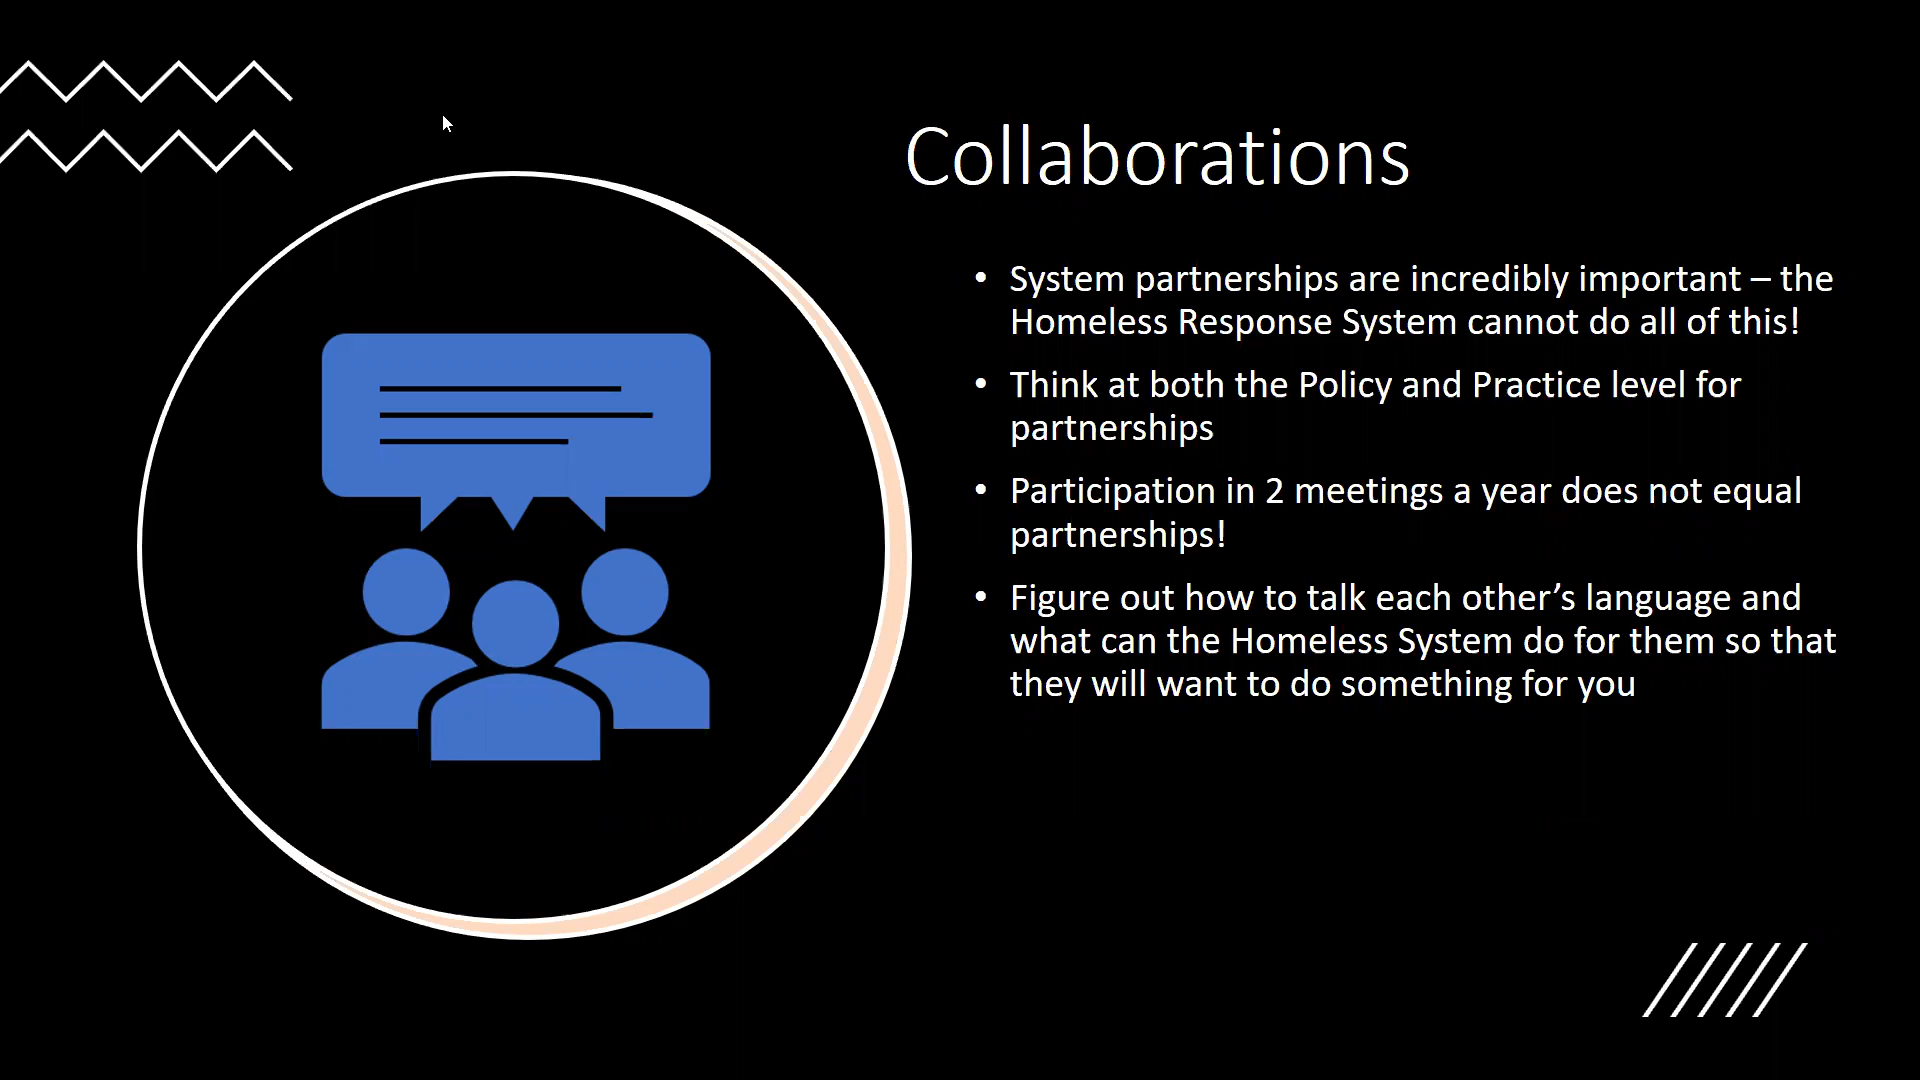 Collaborations
• System partnerships are incredibly important – the
Homeless Response System cannot do all of this!
• Think at both the Policy and Practice level for
partnerships
• Participation in 2 meetings a year does not equal
partnerships!
• Figure out how to talk each other’s language and
what can the Homeless System do for them so that
they will want to do something for you